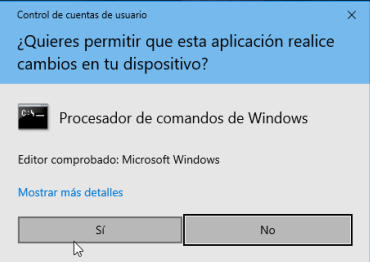 Control de cuentas de usuario
¿Quieres permitir que esta aplicación realice
cambios en tu dispositivo?
C:\_
Procesador de comandos de Windows
Editor comprobado: Microsoft Windows
Mostrar más detalles
Sí
No